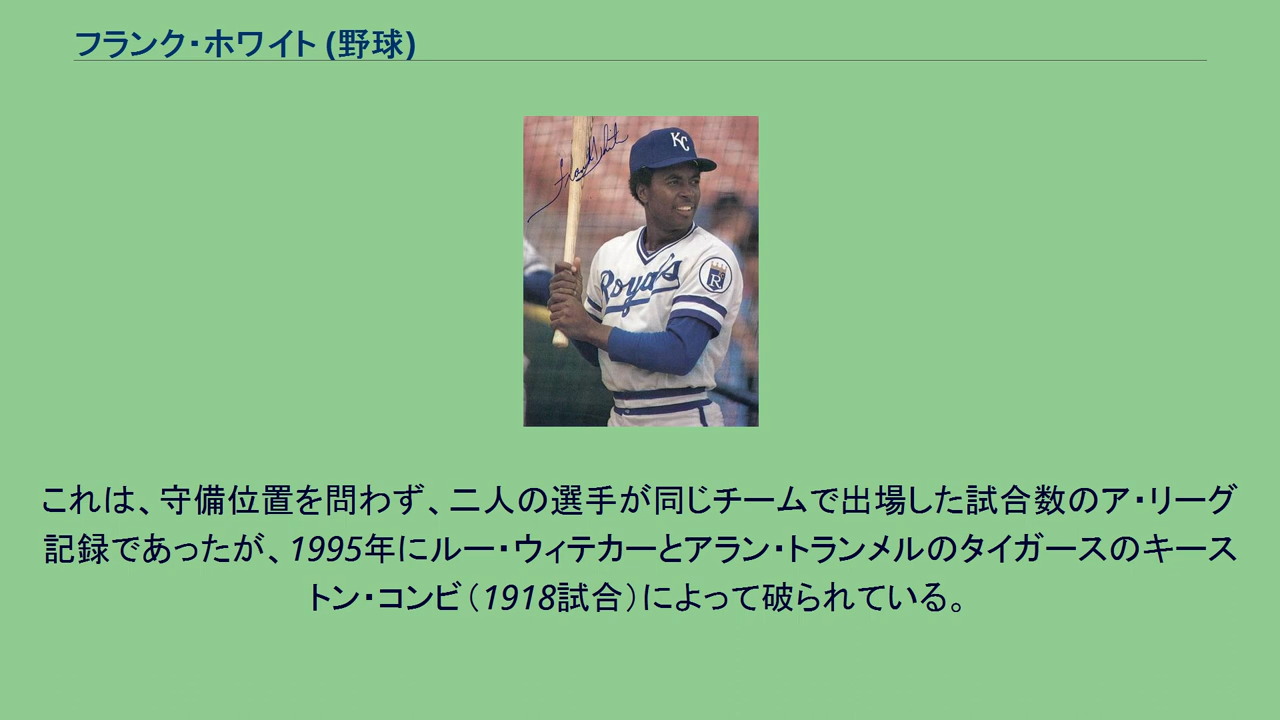 フランク・ホワイト (野球)
KC
Royals
R
これは、守備位置を問わず、二人の選手が同じチームで出場した試合数のア・リーグ
記録であったが、1995年にルー・ウィテカーとアラン・トランメルのタイガースのキース
トン・コンビ（1918試合）によって破られている。